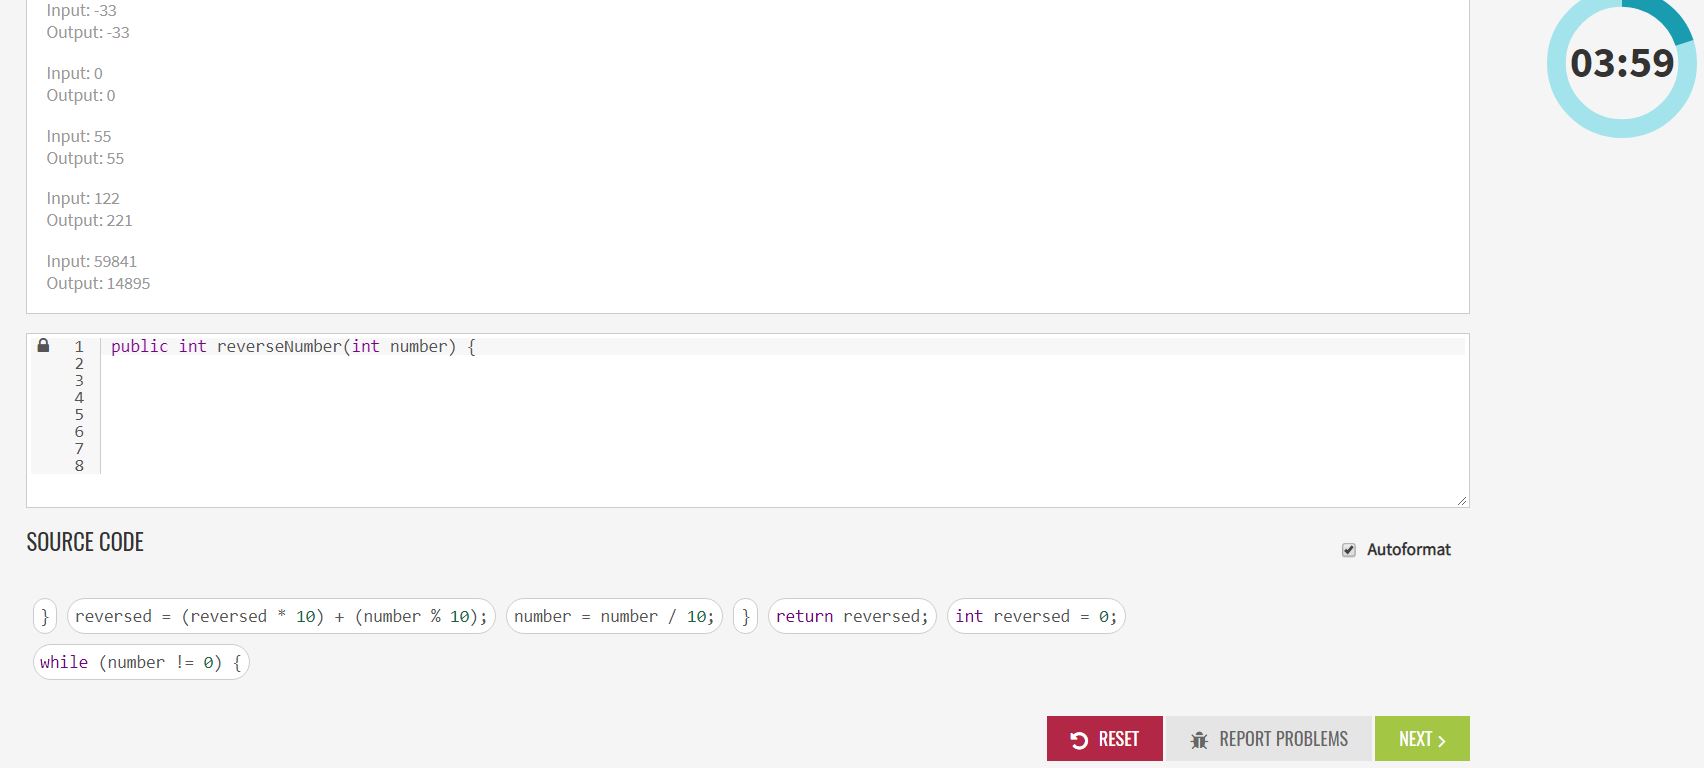 Input: -33
Output: -33
Input: 0
Output: 0
Input: 55
Output: 55
Input: 122
Output: 221
Input: 59841
Output: 14895
03:59
1 public int reverseNumber(int number) {
2
3
4
5
6
7
8
SOURCE CODE
Autoformat
} reversed = (reversed * 10) + (number % 10); number = number / 10; } return reversed; int reversed = 0;
while (number != 0) {
RESET REPORT PROBLEMS NEXT >